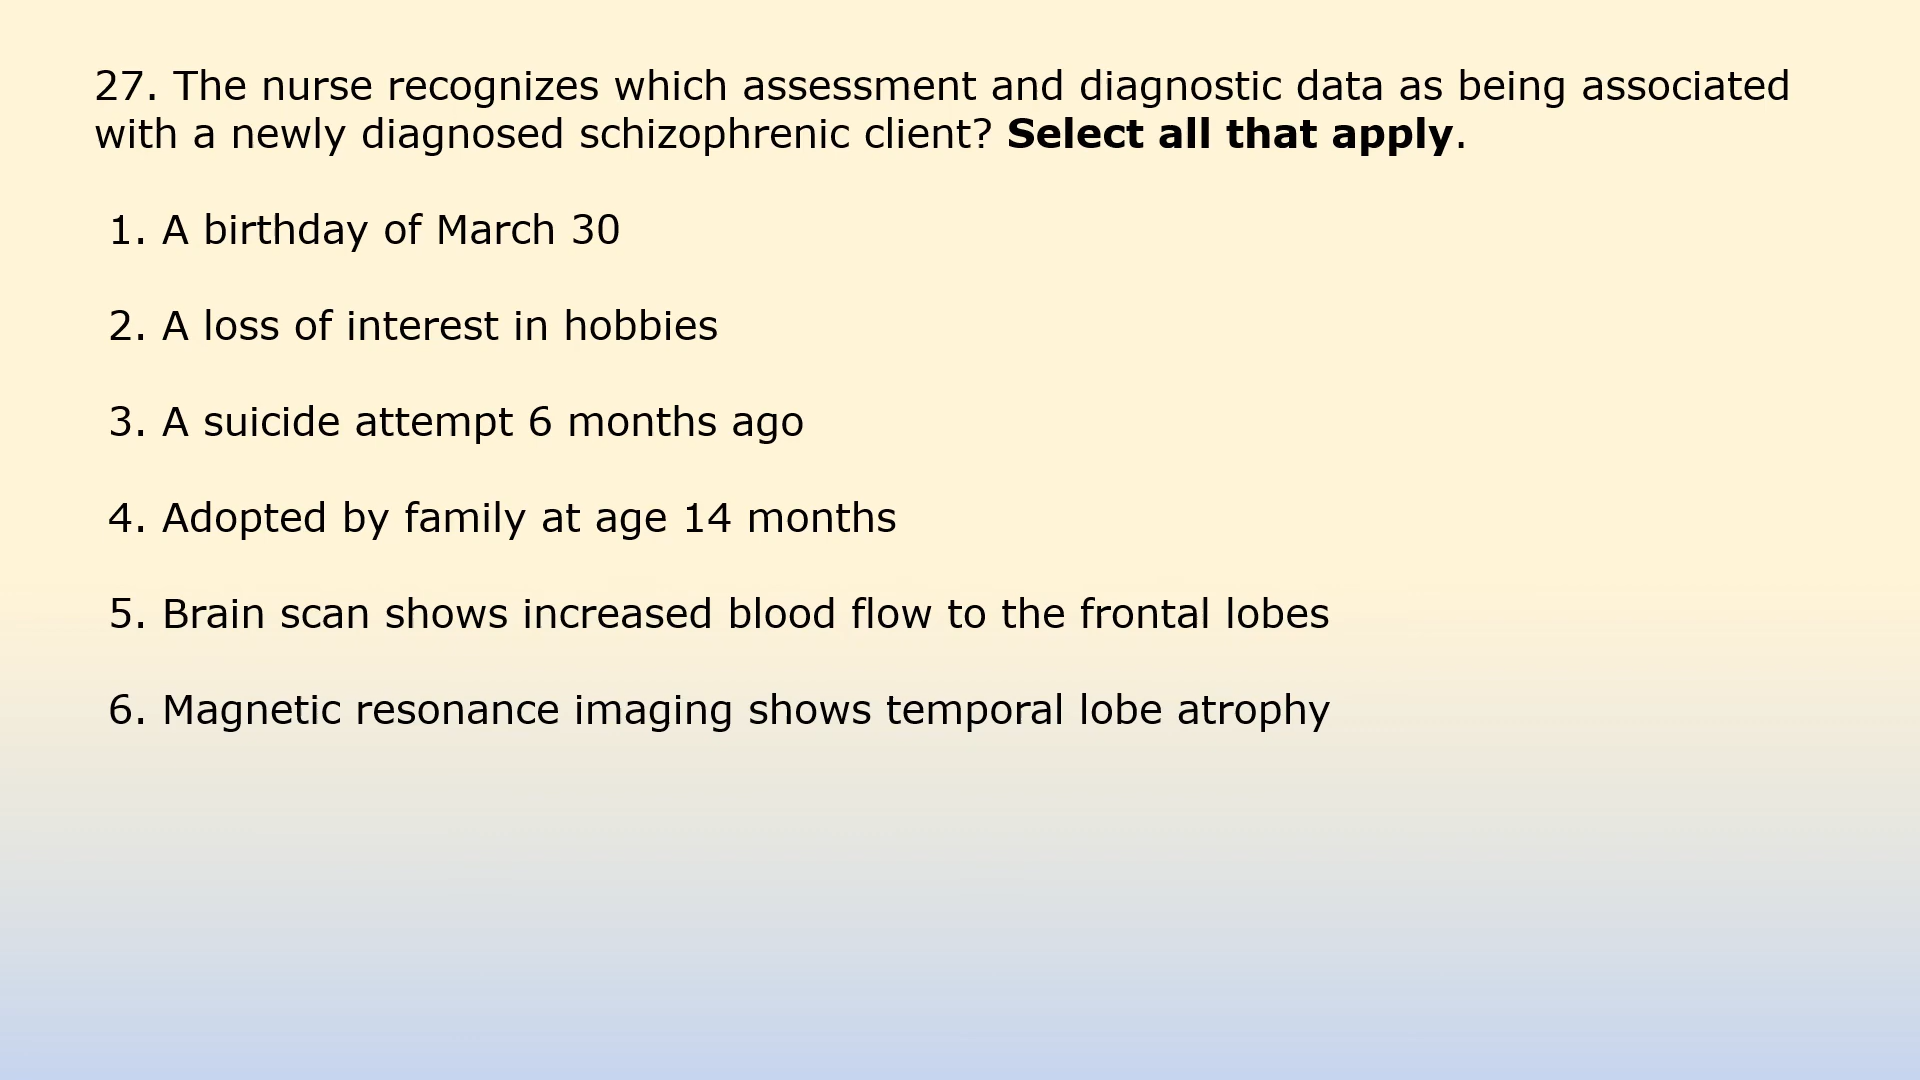 27. The nurse recognizes which assessment and diagnostic data as being associated
with a newly diagnosed schizophrenic client? Select all that apply.
1. A birthday of March 30
2. A loss of interest in hobbies
3. A suicide attempt 6 months ago
4. Adopted by family at age 14 months
5. Brain scan shows increased blood flow to the frontal lobes
6. Magnetic resonance imaging shows temporal lobe atrophy